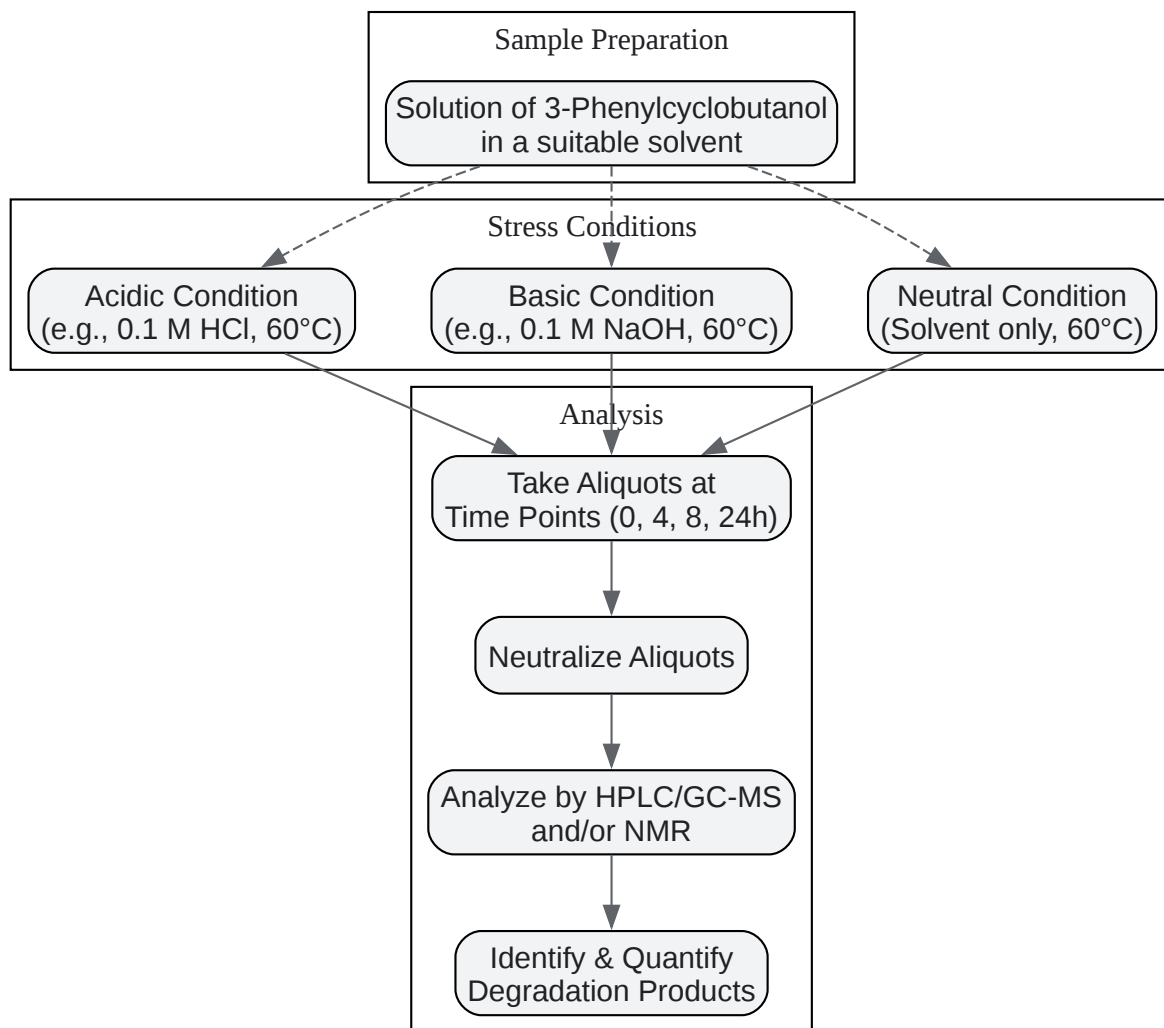 Sample Preparation
Solution of 3-Phenylcyclobutanol
in a suitable solvent
Stress Conditions
Acidic Condition
(e.g., 0.1 M HCl, 60°C)
Basic Condition
(e.g., 0.1 M NaOH, 60°C)
Neutral Condition
(Solvent only, 60°C)
Analysis
Take Aliquots at
Time Points (0, 4, 8, 24h)
Neutralize Aliquots
Analyze by HPLC/GC-MS
and/or NMR
Identify & Quantify
Degradation Products